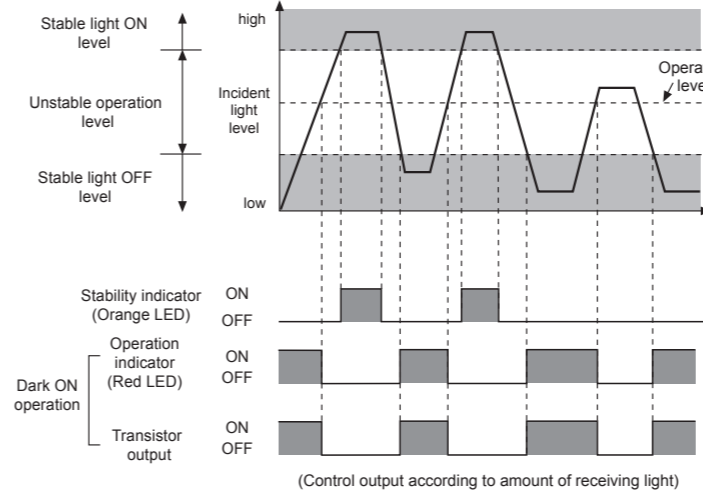 Stable light ON
level
Unstable operation
level
Stable light OFF
level
high
Incident
light
level
low
level
Stability indicator
(Orange LED)
ON
OFF
Dark ON
operation
Operation
indicator
(Red LED)
ON
OFF
Transistor
output
ON
OFF
(Control output according to amount of receiving light)